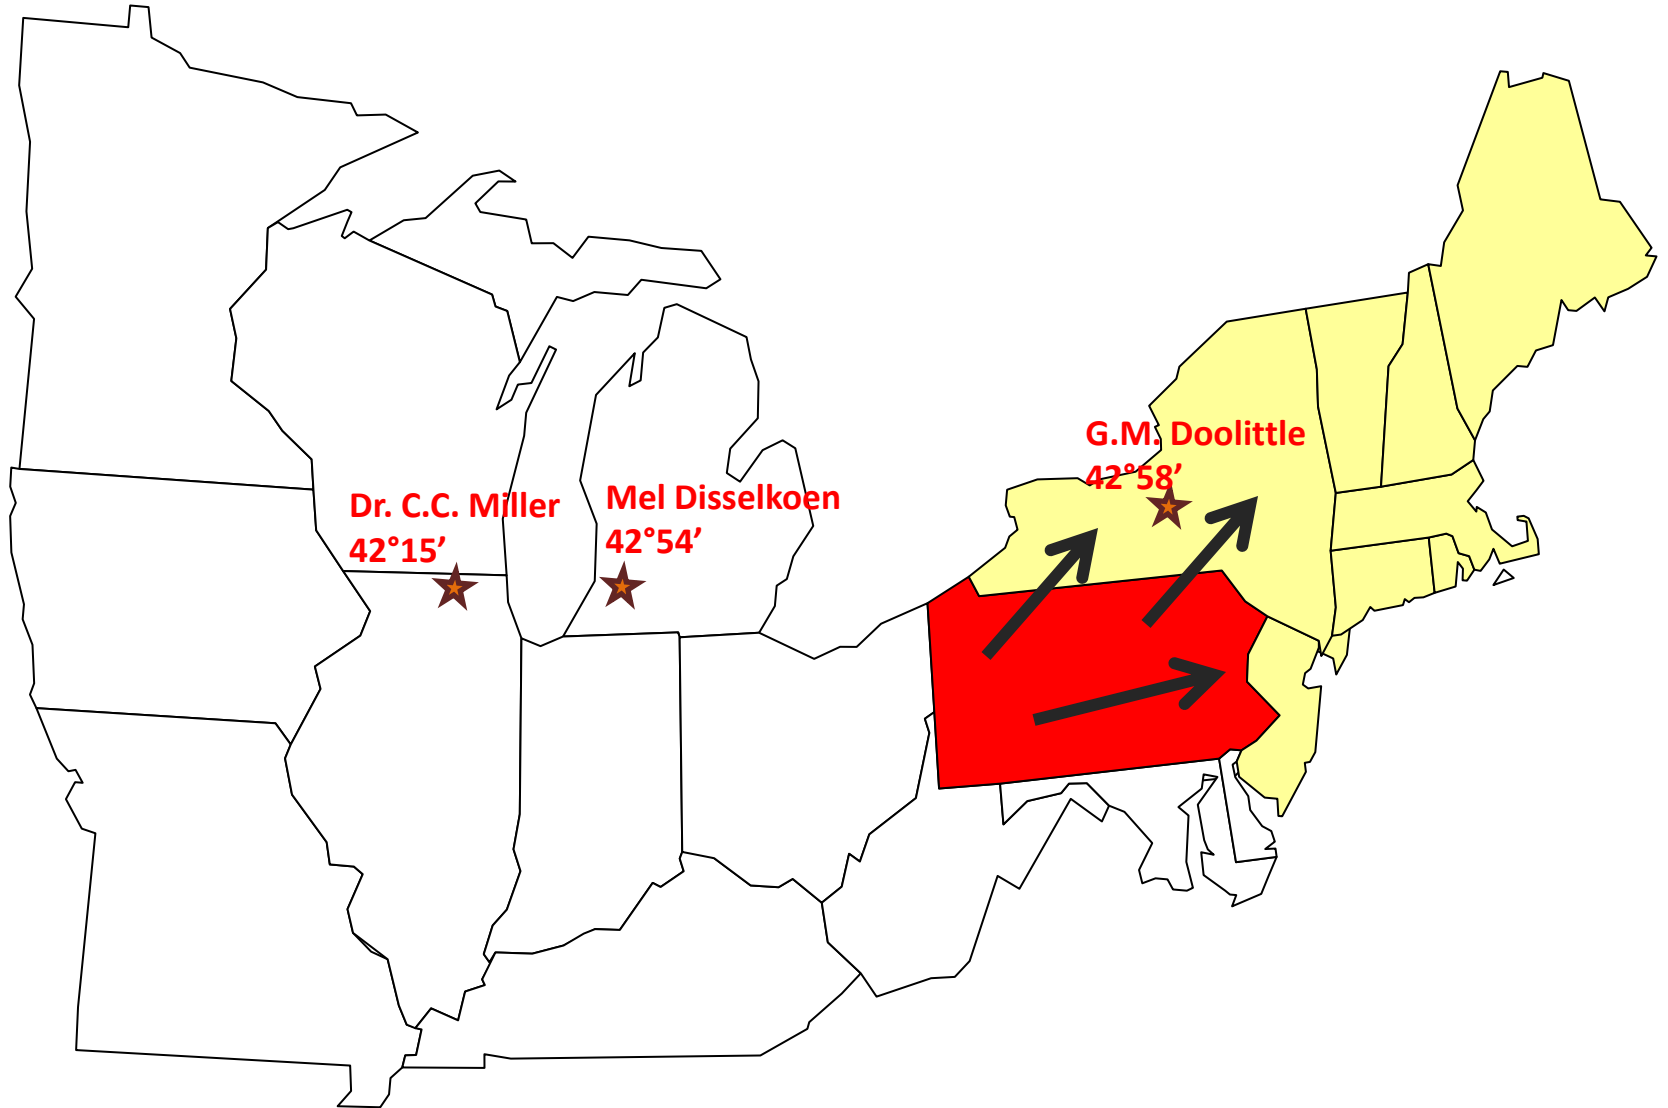 G.M. Doolittle
42°58’
Dr. C.C. Miller
42°15’
Mel Disselkoen
42°54’